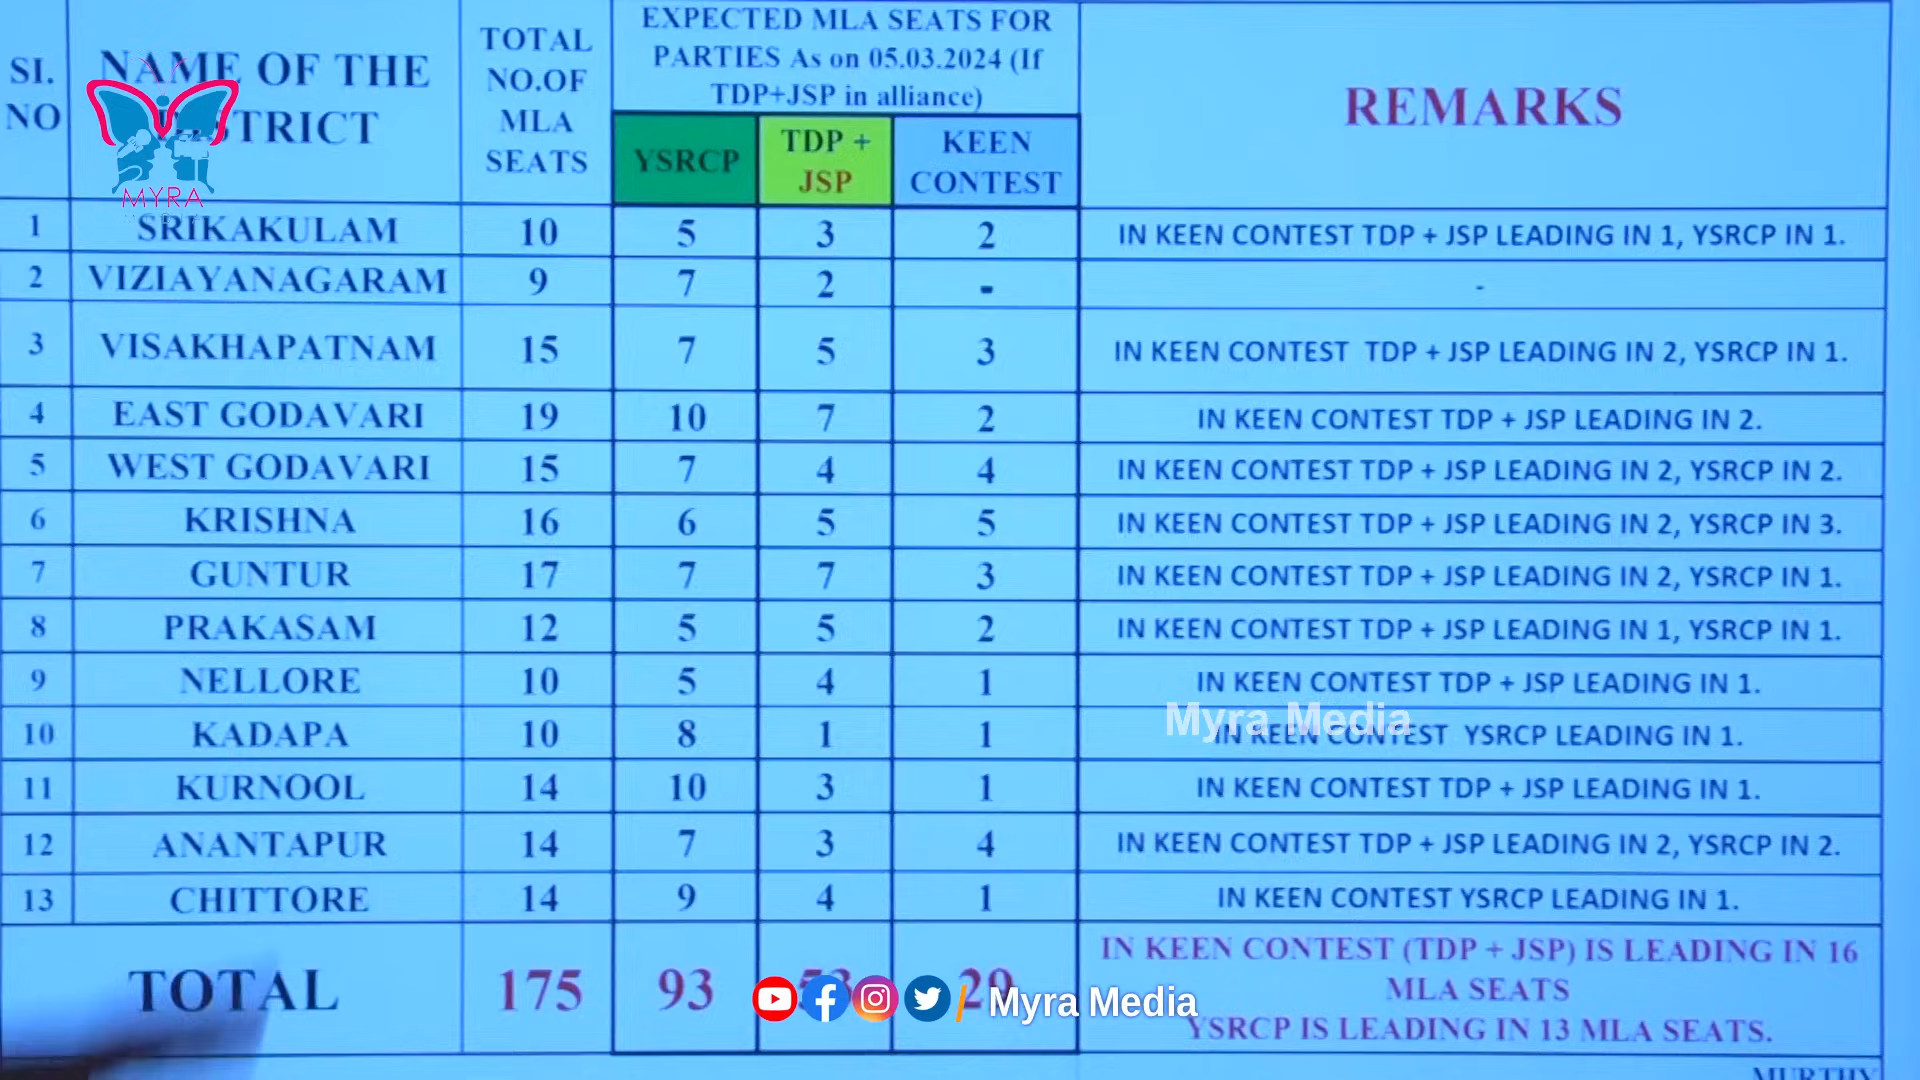 SI. NO
NAME OF THE DISTRICT
TOTAL NO.OF MLA SEATS
EXPECTED MLA SEATS FOR PARTIES As on 05.03.2024 (If TDP+JSP in alliance)
YSRCP
TDP + JSP
KEEN CONTEST
REMARKS
MYRA
1 SRIKAKULAM 10 5 3 2 IN KEEN CONTEST TDP + JSP LEADING IN 1, YSRCP IN 1.
2 VIZIAYANAGARAM 9 7 2 - -
3 VISAKHAPATNAM 15 7 5 3 IN KEEN CONTEST TDP + JSP LEADING IN 2, YSRCP IN 1.
4 EAST GODAVARI 19 10 7 2 IN KEEN CONTEST TDP + JSP LEADING IN 2.
5 WEST GODAVARI 15 7 4 4 IN KEEN CONTEST TDP + JSP LEADING IN 2, YSRCP IN 2.
6 KRISHNA 16 6 5 5 IN KEEN CONTEST TDP + JSP LEADING IN 2, YSRCP IN 3.
7 GUNTUR 17 7 7 3 IN KEEN CONTEST TDP + JSP LEADING IN 2, YSRCP IN 1.
8 PRAKASAM 12 5 5 2 IN KEEN CONTEST TDP + JSP LEADING IN 1, YSRCP IN 1.
9 NELLORE 10 5 4 1 IN KEEN CONTEST TDP + JSP LEADING IN 1.
Myra Media
10 KADAPA 10 8 1 1 IN KEEN CONTEST YSRCP LEADING IN 1.
11 KURNOOL 14 10 3 1 IN KEEN CONTEST TDP + JSP LEADING IN 1.
12 ANANTAPUR 14 7 3 4 IN KEEN CONTEST TDP + JSP LEADING IN 2, YSRCP IN 2.
13 CHITTORE 14 9 4 1 IN KEEN CONTEST YSRCP LEADING IN 1.
TOTAL 175 93 53 29 IN KEEN CONTEST (TDP + JSP) IS LEADING IN 16
MLA SEATS
YSRCP IS LEADING IN 13 MLA SEATS.
/ Myra Media
MURTHY